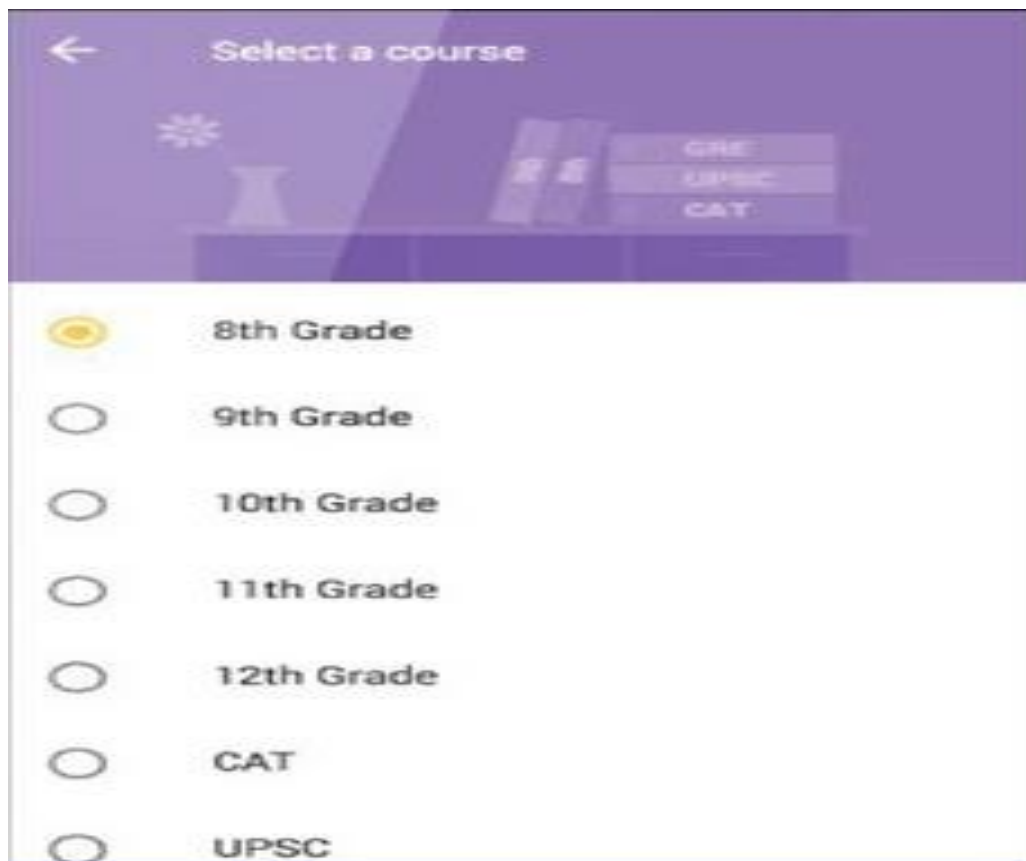 Select a course
GRE
UPSC
CAT
8th Grade
9th Grade
10th Grade
11th Grade
12th Grade
CAT
UPSC